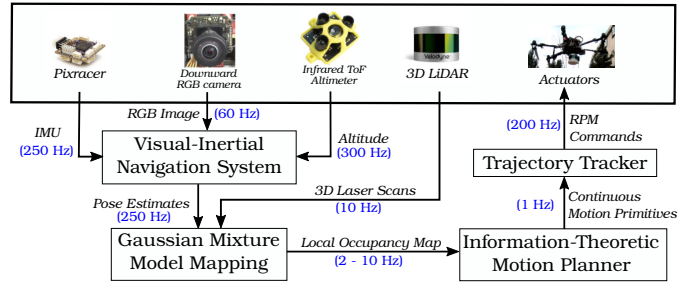 Pixracer
Downward
RGB camera
Infrared ToF
Altimeter
Velodyne
3D LiDAR
Actuators
IMU
(250 Hz)
RGB Image
(60 Hz)
Altitude
(300 Hz)
(200 Hz)
RPM
Commands
Visual-Inertial
Navigation System
Trajectory Tracker
Pose Estimates
(250 Hz)
3D Laser Scans
(10 Hz)
(1 Hz)
Continuous
Motion Primitives
Gaussian Mixture
Model Mapping
Local Occupancy Map
(2 - 10 Hz)
Information-Theoretic
Motion Planner